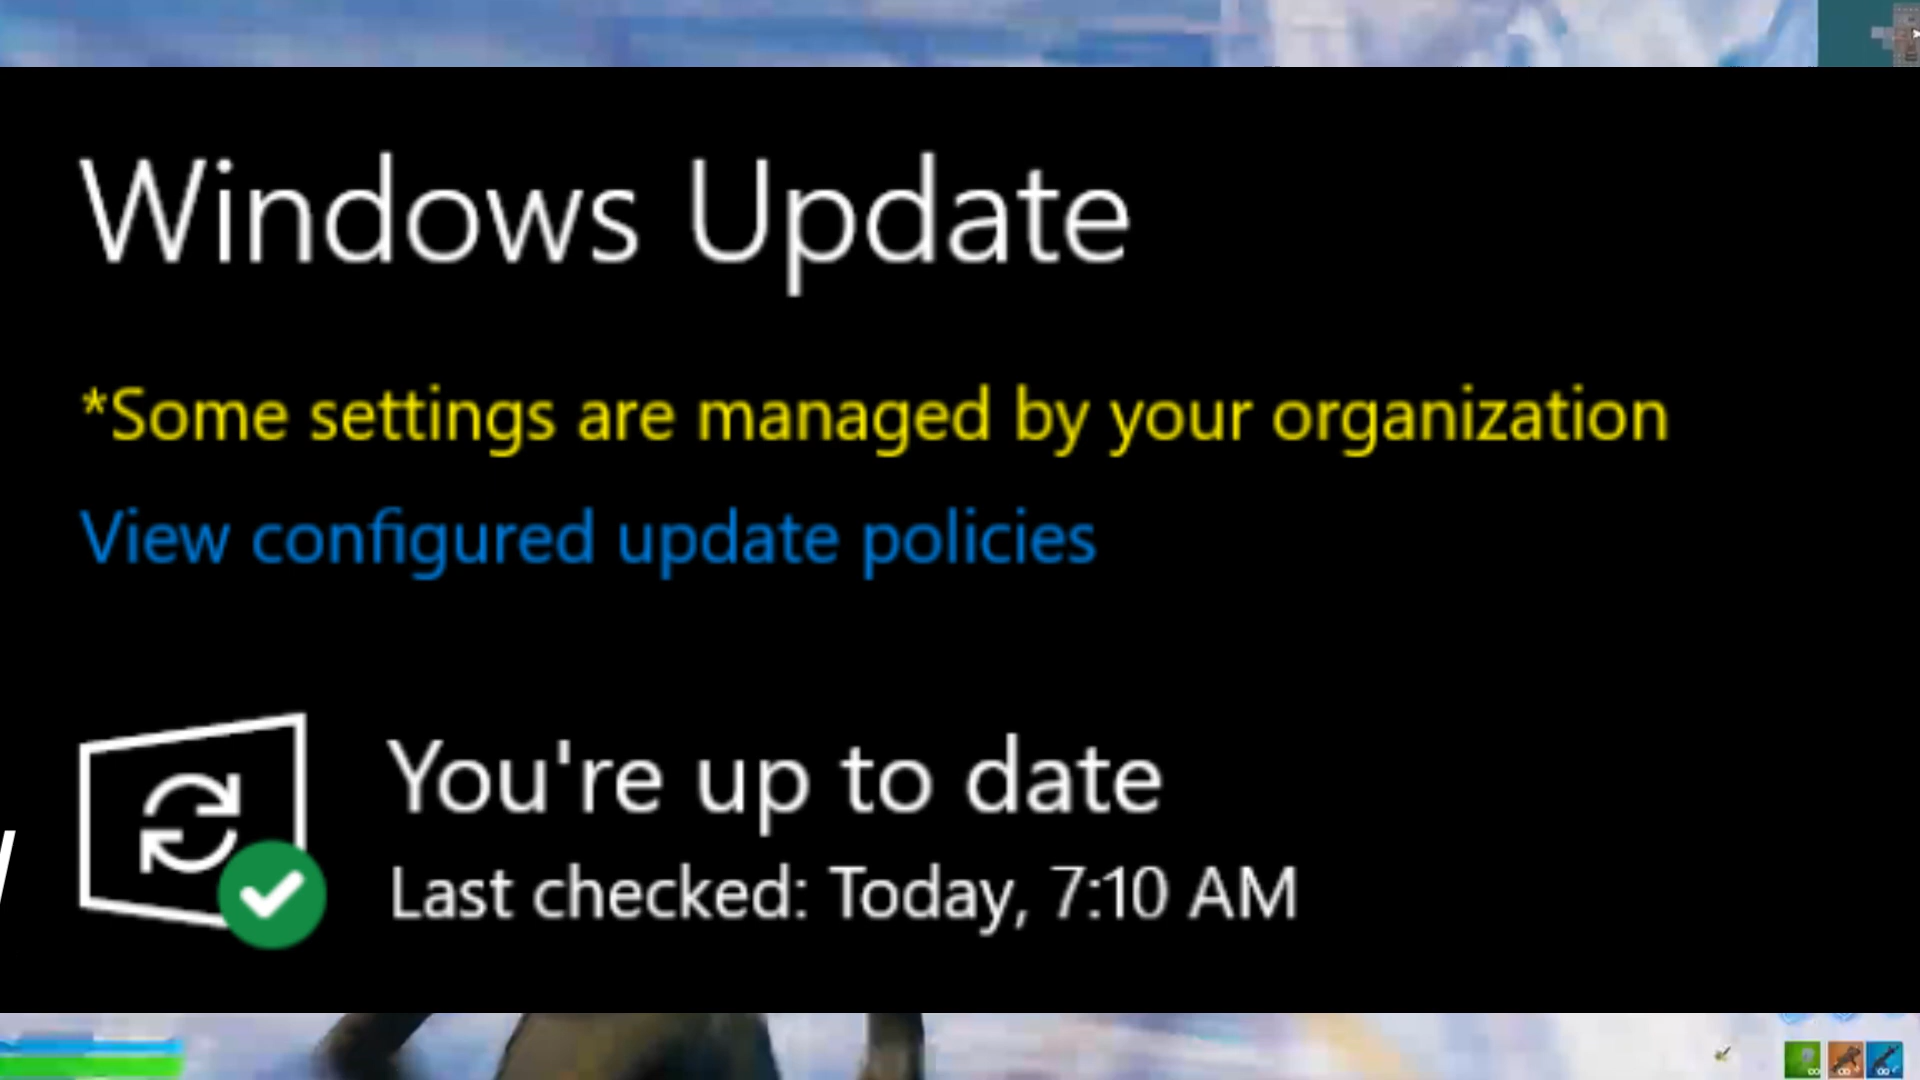 Windows Update
*Some settings are managed by your organization
View configured update policies
You're up to date
Last checked: Today, 7:10 AM